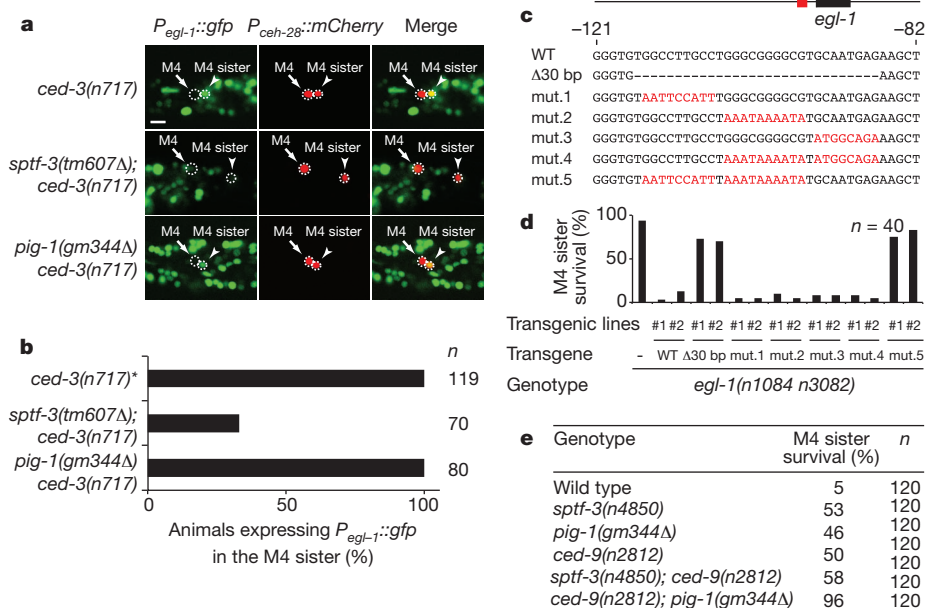 a
P_egl-1::gfp P_ceh-28::mCherry Merge
ced-3(n717)
M4 M4 sister M4 M4 sister M4 M4 sister
sptf-3(tm607Δ);
ced-3(n717)
M4 M4 sister M4 M4 sister M4 M4 sister
pig-1(gm344Δ)
ced-3(n717)
M4 M4 sister M4 M4 sister M4 M4 sister
b
n
ced-3(n717)* 119
sptf-3(tm607Δ);
ced-3(n717) 70
pig-1(gm344Δ)
ced-3(n717) 80
0 50 100
Animals expressing P_egl-1::gfp
in the M4 sister (%)
c
egl-1
−121 −82
WT GGGTGTGGCCTTGCCTGGGCGGGGCGTGCAATGAGAAGCT
Δ30 bp GGGTG------------------------------AAGCT
mut.1 GGGTGTAATTCCATTTGGGCGGGGCGTGCAATGAGAAGCT
mut.2 GGGTGTGGCCTTGCCTAAATAAAATATGCAATGAGAAGCT
mut.3 GGGTGTGGCCTTGCCTGGGCGGGGCGTATGGCAGAAAGCT
mut.4 GGGTGTGGCCTTGCCTAAATAAAATATATGGCAGAAAGCT
mut.5 GGGTGTAATTCCATTTAAATAAAATATGCAATGAGAAGCT
d
M4 sister
survival (%)
100
50
0
n = 40
Transgenic lines #1 #2 #1 #2 #1 #2 #1 #2 #1 #2 #1 #2 #1 #2
Transgene - WT Δ30 bp mut.1 mut.2 mut.3 mut.4 mut.5
Genotype egl-1(n1084 n3082)
e
Genotype M4 sister n
survival (%)
Wild type 5 120
sptf-3(n4850) 53 120
pig-1(gm344Δ) 46 120
ced-9(n2812) 50 120
120
sptf-3(n4850); ced-9(n2812) 58 120
ced-9(n2812); pig-1(gm344Δ) 96 120